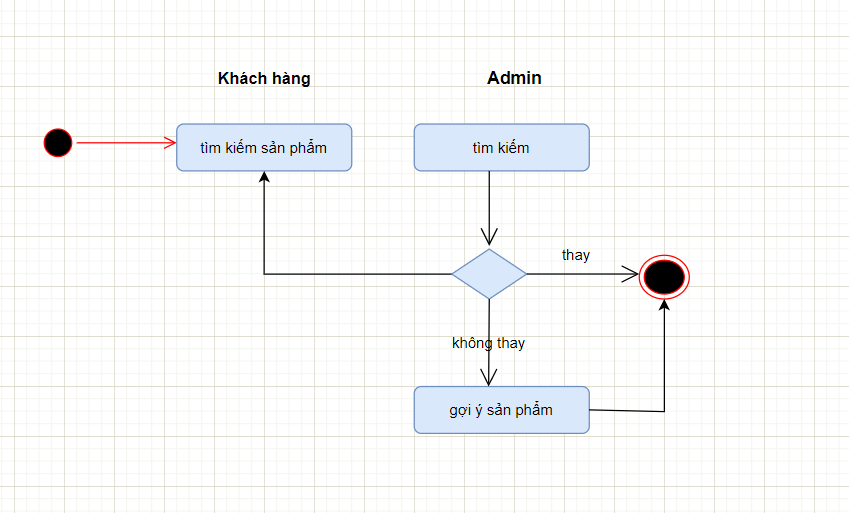 Khách hàng
Admin
tìm kiếm sản phẩm
tìm kiếm
thay
không thay
gợi ý sản phẩm